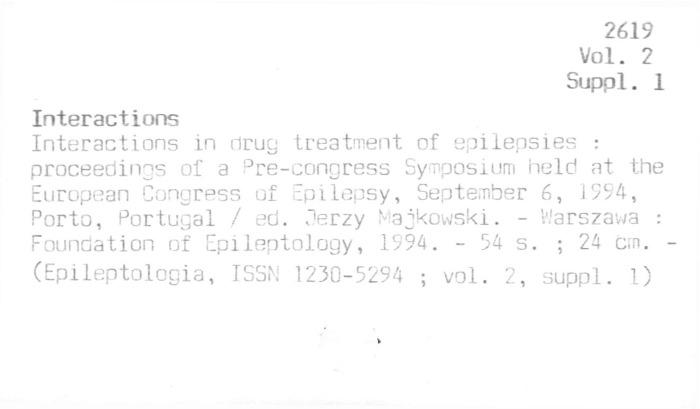 2619
Vol. 2
Suppl. 1
Interactions
Interactions in drug treatment of epilepsies :
proceedings of a Pre-congress Symposium held at the
European Congress of Epilepsy, September 6, 1994,
Porto, Portugal / ed. Jerzy Majkowski. - Warszawa :
Foundation of Epileptology, 1994. - 54 s. ; 24 cm. -
(Epileptologia, ISSN 1230-5294 ; vol. 2, suppl. 1)